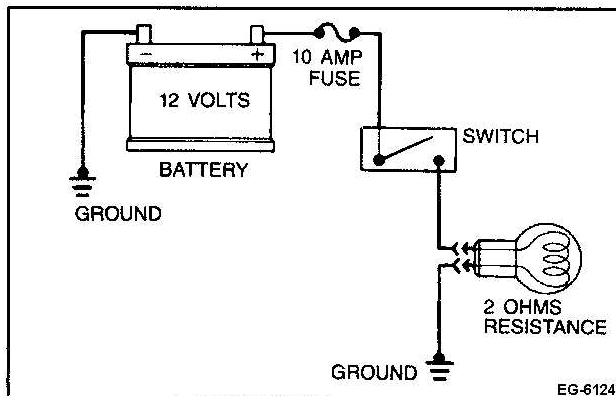 - +
10 AMP
FUSE
12 VOLTS
SWITCH
BATTERY
GROUND
2 OHMS
RESISTANCE
GROUND
EG-6124